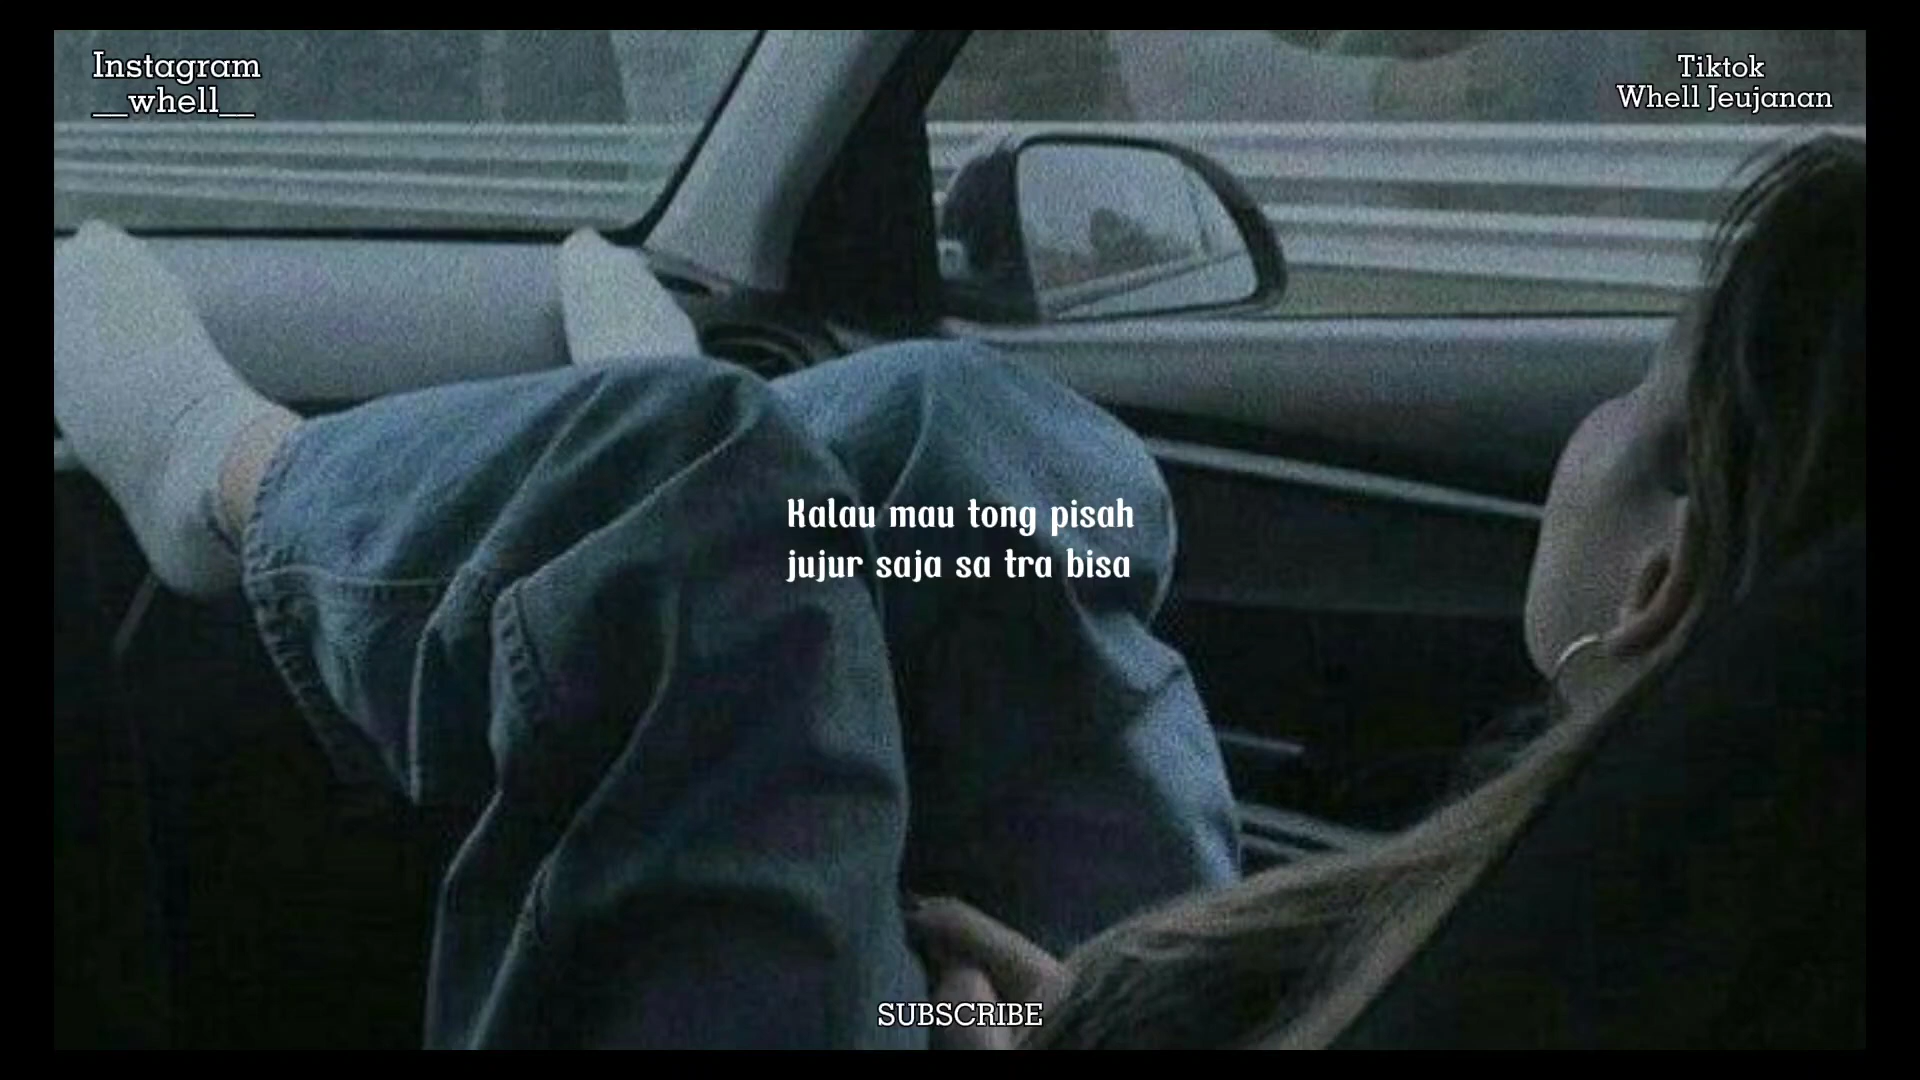 Instagram
__whell__
Tiktok
Whell Jeujanan
Kalau mau tong pisah
jujur saja sa tra bisa
SUBSCRIBE